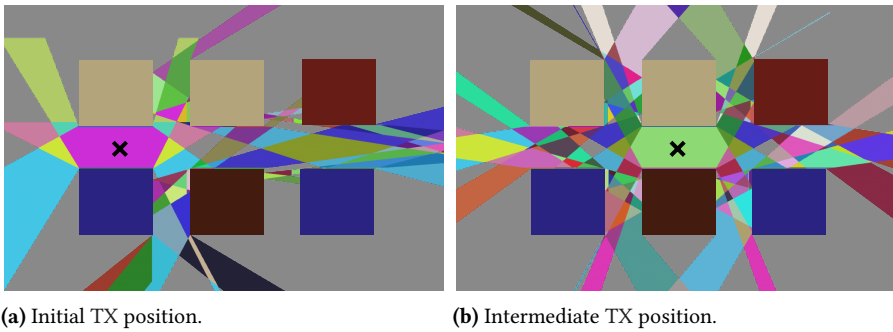 (a) Initial TX position.
(b) Intermediate TX position.